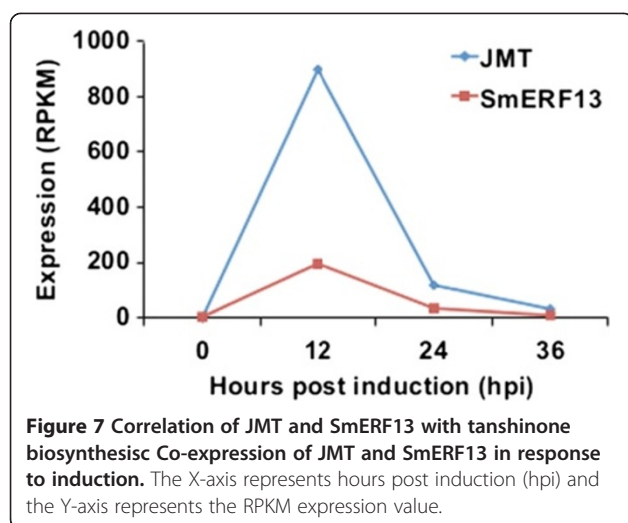 1000
800
600
400
200
0
Expression (RPKM)
JMT
SmERF13
0 12 24 36
Hours post induction (hpi)
Figure 7 Correlation of JMT and SmERF13 with tanshinone
biosynthesisc Co-expression of JMT and SmERF13 in response
to induction. The X-axis represents hours post induction (hpi) and
the Y-axis represents the RPKM expression value.